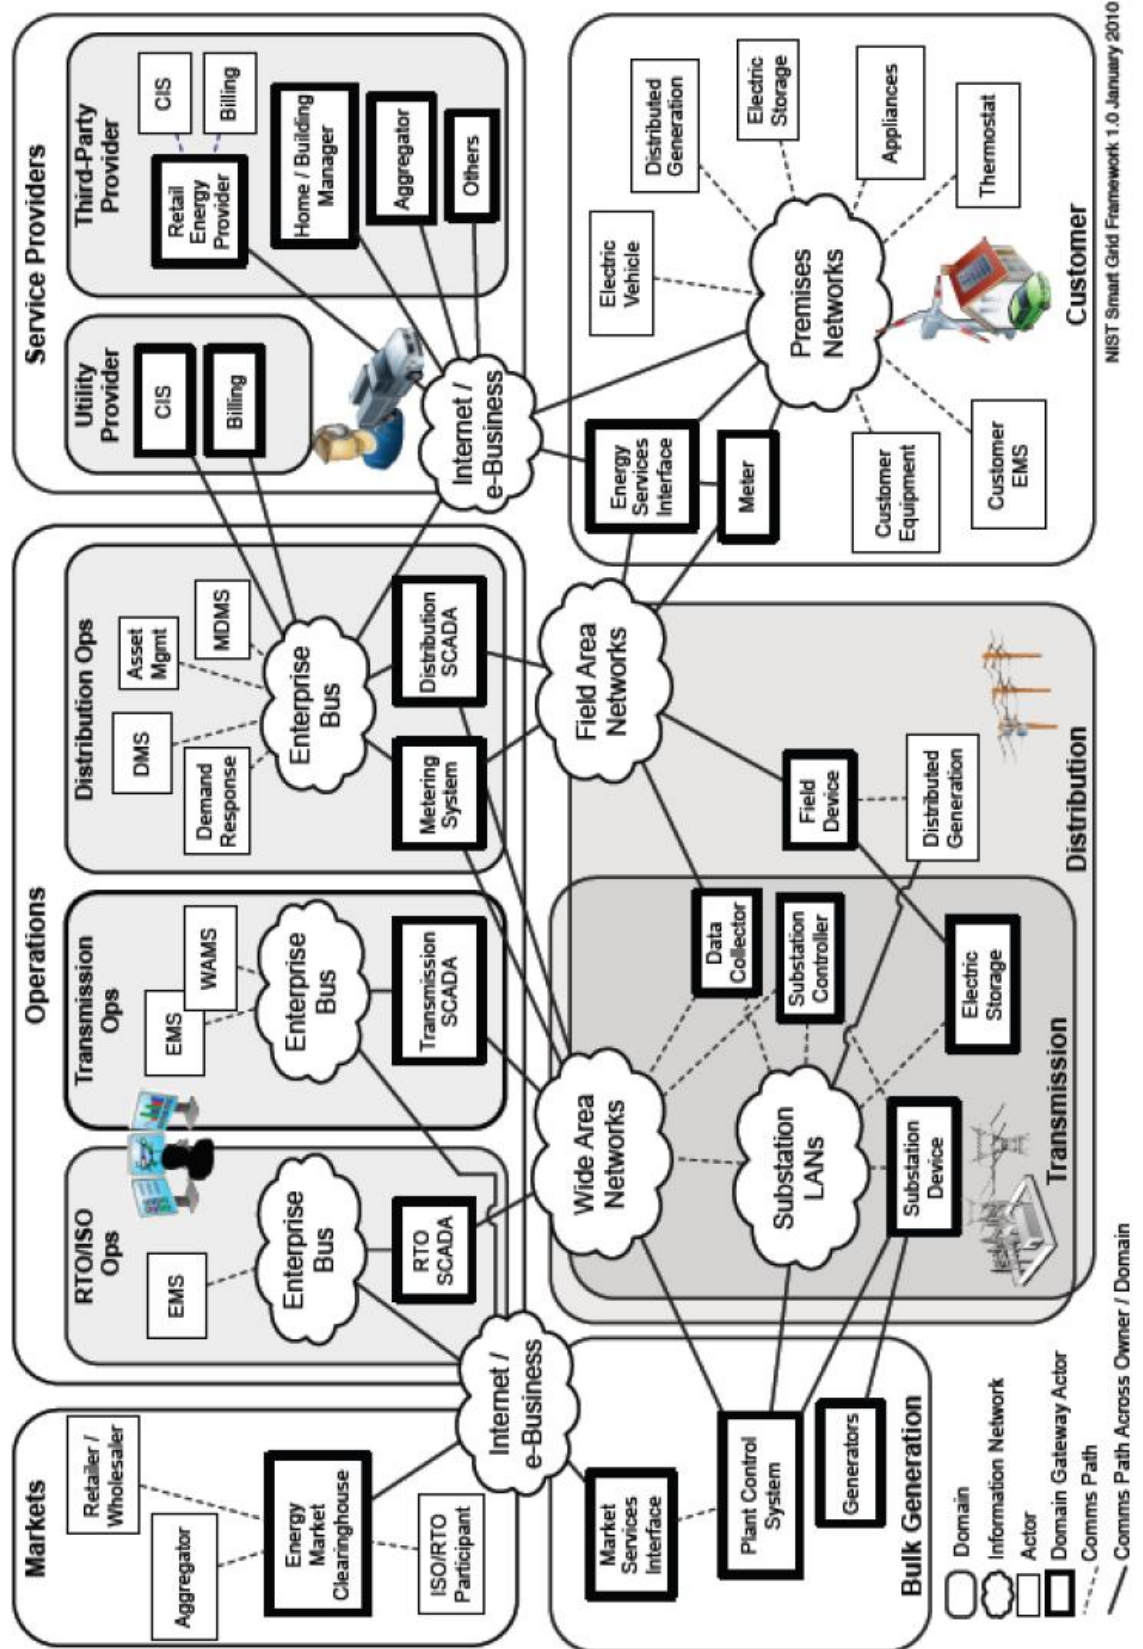 Markets
Retailer /
Wholesaler
Aggregator
Energy
Market
Clearinghouse
ISO/RTO
Participant
Operations
RTO/ISO
Ops
EMS
Enterprise
Bus
RTO
SCADA
Transmission
Ops
EMS
WAMS
Enterprise
Bus
Transmission
SCADA
Distribution Ops
DMS
Asset
Mgmt
Demand
Response
MDMS
Enterprise
Bus
Metering
System
Distribution
SCADA
Service Providers
Utility
Provider
CIS
Billing
Third-Party
Provider
Retail
Energy
Provider
CIS
Billing
Home / Building
Manager
Aggregator
Others
Internet /
e-Business
Internet /
e-Business
Wide Area
Networks
Field Area
Networks
Market
Services
Interface
Plant Control
System
Generators
Bulk Generation
Data
Collector
Substation
Controller
Substation
LANs
Substation
Device
Electric
Storage
Transmission
Field
Device
Distributed
Generation
Distribution
Energy
Services
Interface
Meter
Premises
Networks
Electric
Vehicle
Distributed
Generation
Electric
Storage
Appliances
Thermostat
Customer
Equipment
Customer
EMS
Customer
Domain
Information Network
Actor
Domain Gateway Actor
Comms Path
Comms Path Across Owner / Domain
NIST Smart Grid Framework 1.0 January 2010